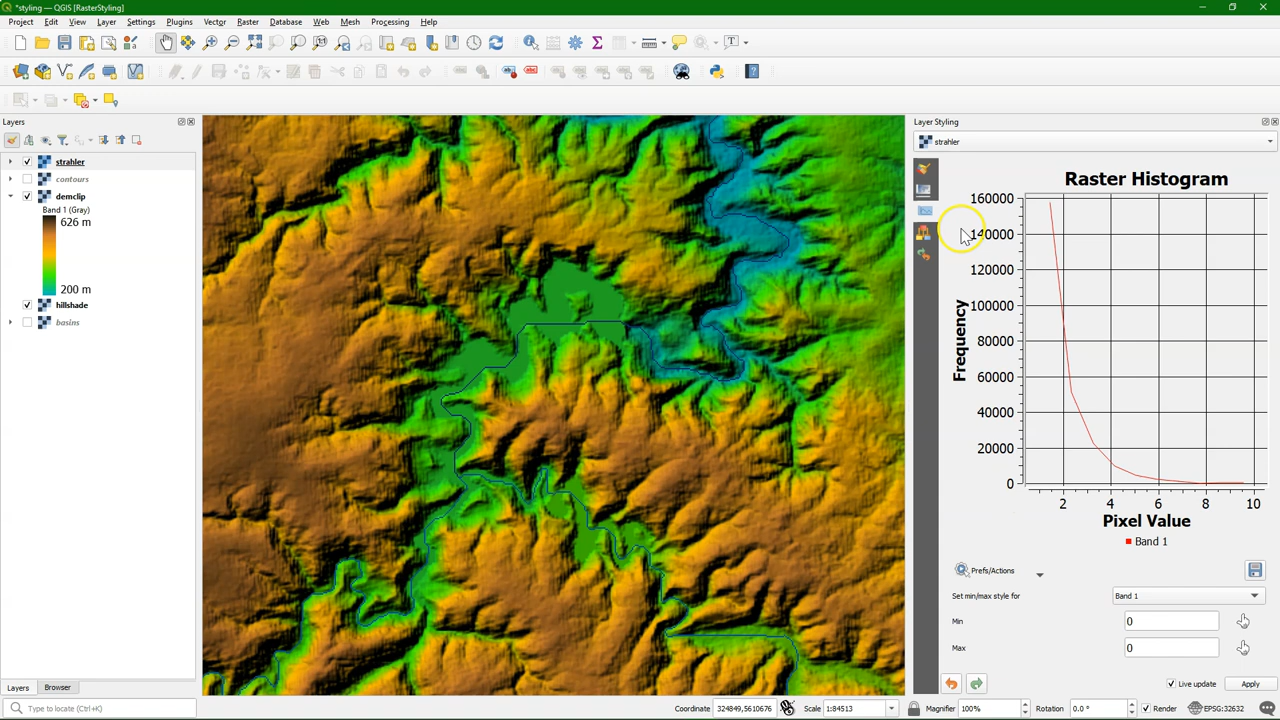 *styling — QGIS [RasterStyling]
Project Edit View Layer Settings Plugins Vector Raster Database Web Mesh Processing Help
Layers
strahler
contours
demclip
Band 1 (Gray)
626 m
200 m
hillshade
basins
Layer Styling
strahler
Raster Histogram
160000
140000
120000
100000
80000
60000
40000
20000
0
Frequency
2 4 6 8 10
Pixel Value
Band 1
Prefs/Actions
Set min/max style for Band 1
Min 0
Max 0
Live update Apply
Layers Browser
Type to locate (Ctrl+K) Coordinate 324849,5610676 Scale 1:84513 Magnifier 100% Rotation 0.0 ° Render EPSG:32632